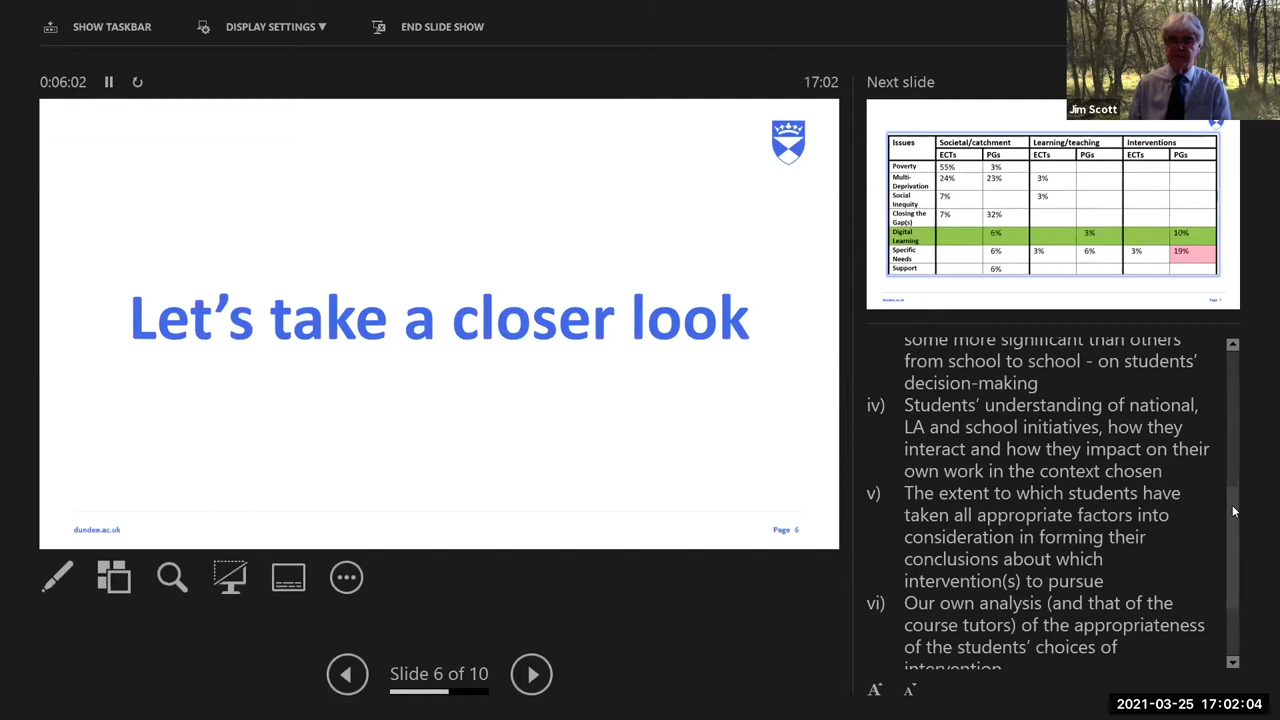 SHOW TASKBAR
DISPLAY SETTINGS ▼
END SLIDE SHOW
0:06:02
17:02
Let's take a closer look
dundee.ac.uk
Page 6
Slide 6 of 10
Next slide
Jim Scott
Issues Societal/catchment Learning/teaching Interventions
ECTs PGs ECTs PGs ECTs PGs
Poverty 55% 3%
Multi-
Deprivation 24% 23% 3%
Social
Inequity 7% 3%
Closing the
Gap(s) 7% 32%
Digital
Learning 6% 3% 10%
Specific
Needs 6% 3% 6% 3% 19%
Support 6%
dundee.ac.uk
Page 7
some more significant than others
from school to school - on students'
decision-making
iv) Students' understanding of national,
LA and school initiatives, how they
interact and how they impact on their
own work in the context chosen
v) The extent to which students have
taken all appropriate factors into
consideration in forming their
conclusions about which
intervention(s) to pursue
vi) Our own analysis (and that of the
course tutors) of the appropriateness
of the students' choices of
intervention
A A
2021-03-25 17:02:04